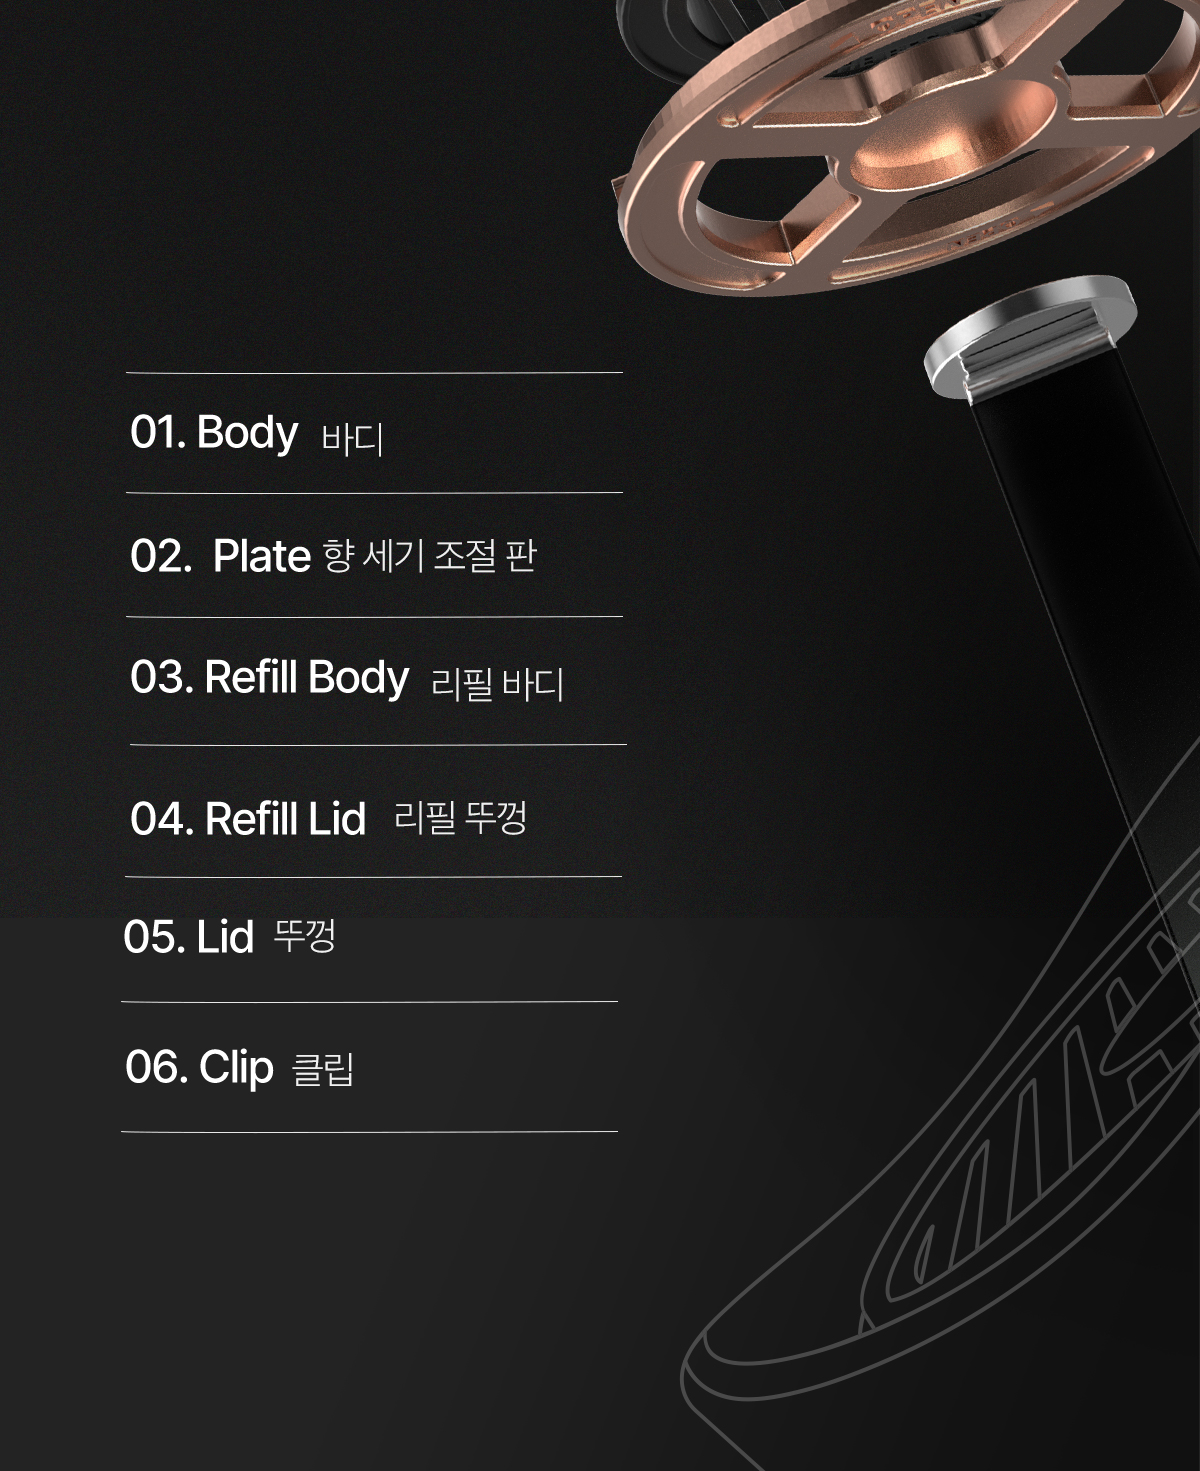 01. Body 바디
02. Plate 향 세기 조절 판
03. Refill Body 리필 바디
04. Refill Lid 리필 뚜껑
05. Lid 뚜껑
06. Clip 클립